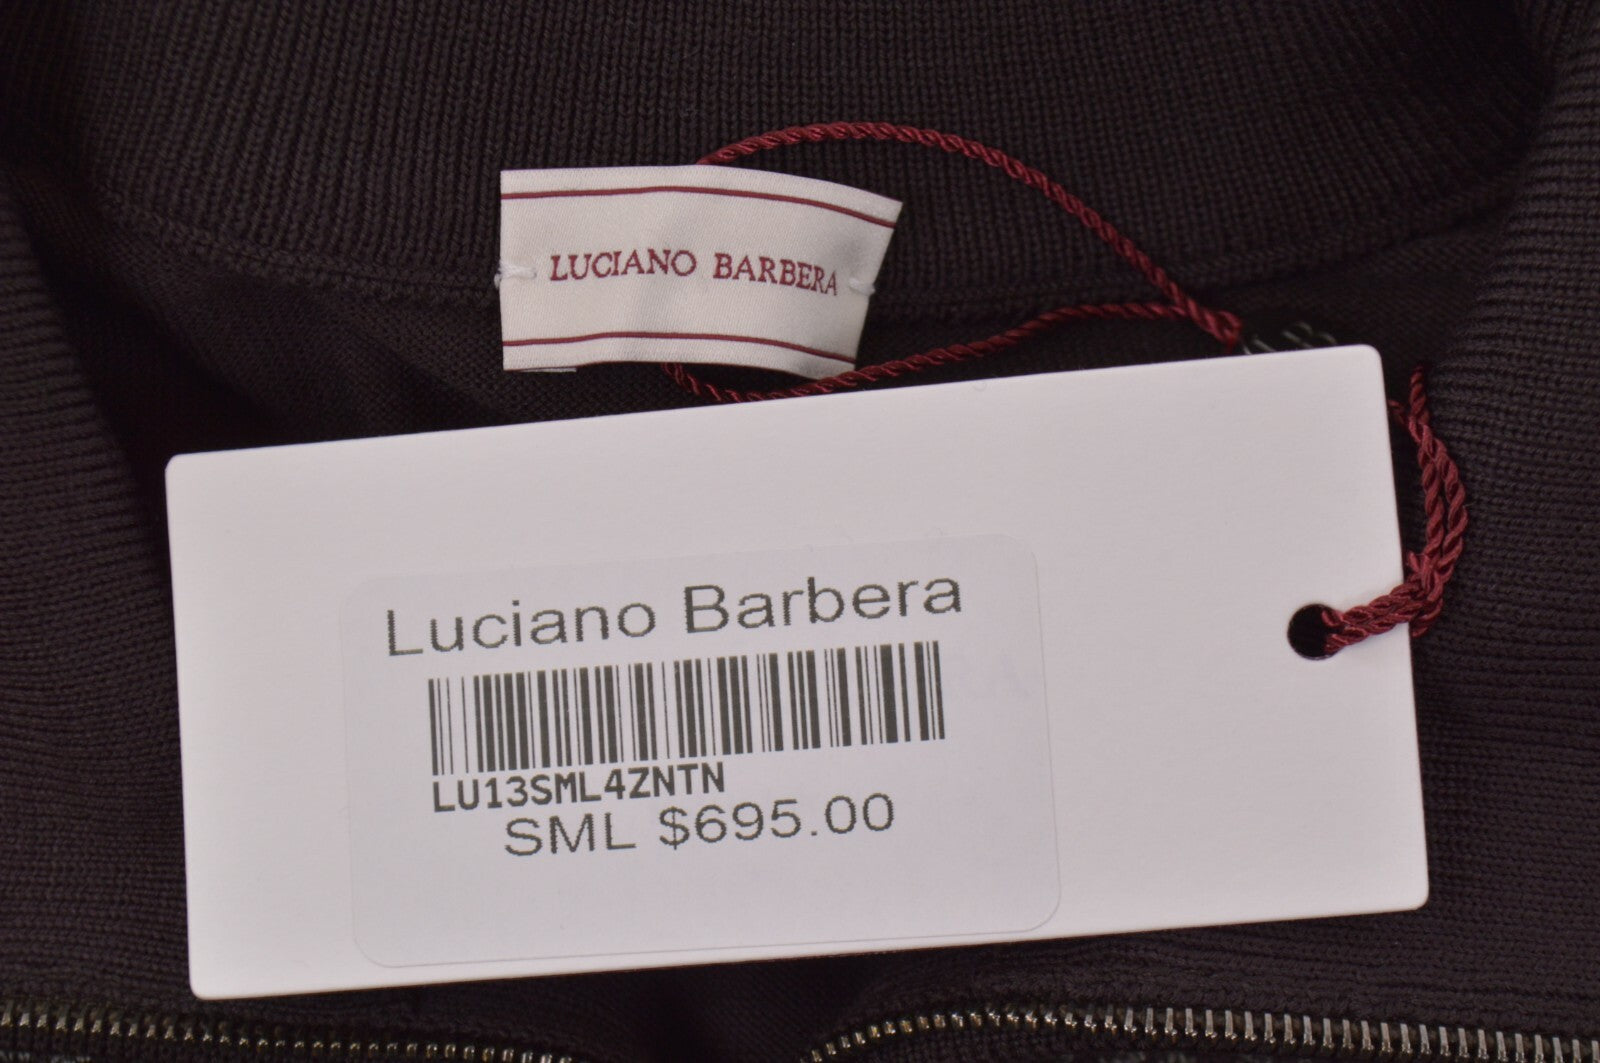 LUCIANO BARBERA
Luciano Barbera
LU13SML4ZNTN
SML $695.00